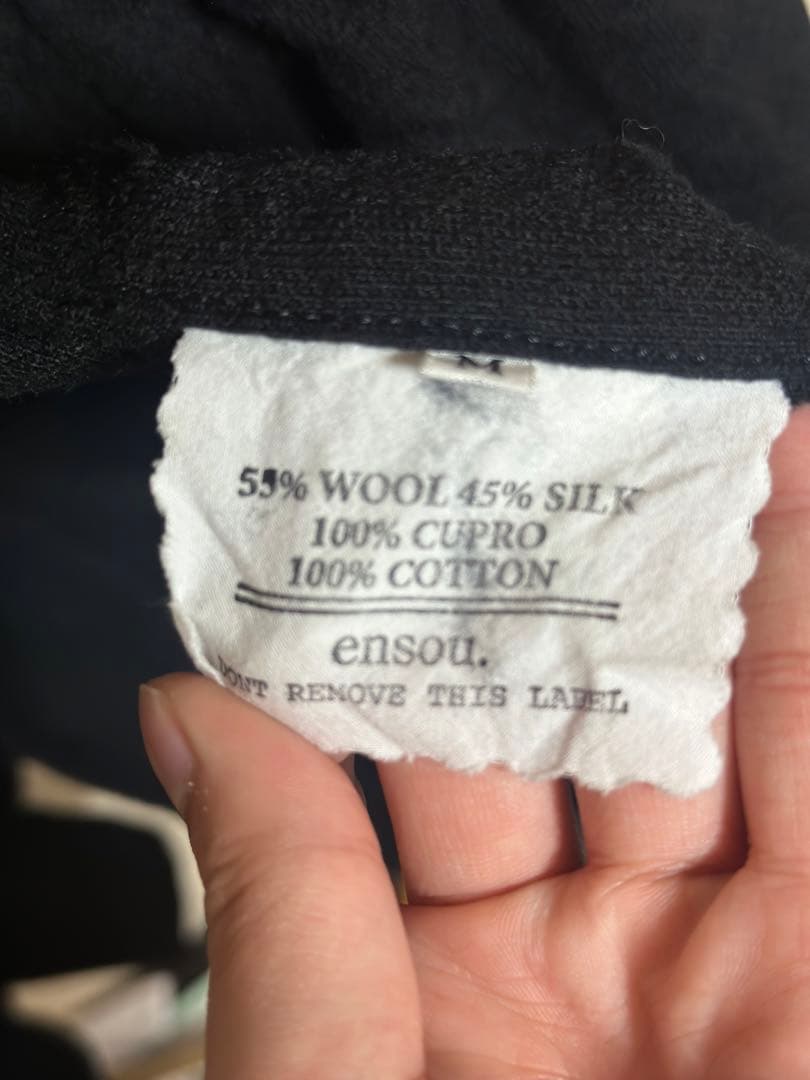 M
55% WOOL 45% SILK
100% CUPRO
100% COTTON
ensou.
DONT REMOVE THIS LABEL